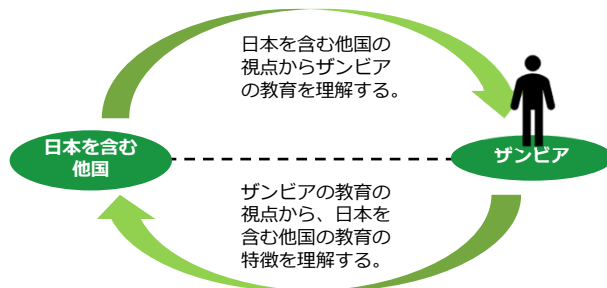 日本を含む他国の
視点からザンビア
の教育を理解する。
日本を含む
他国
ザンビア
ザンビアの教育の
視点から、日本を
含む他国の教育の
特徴を理解する。